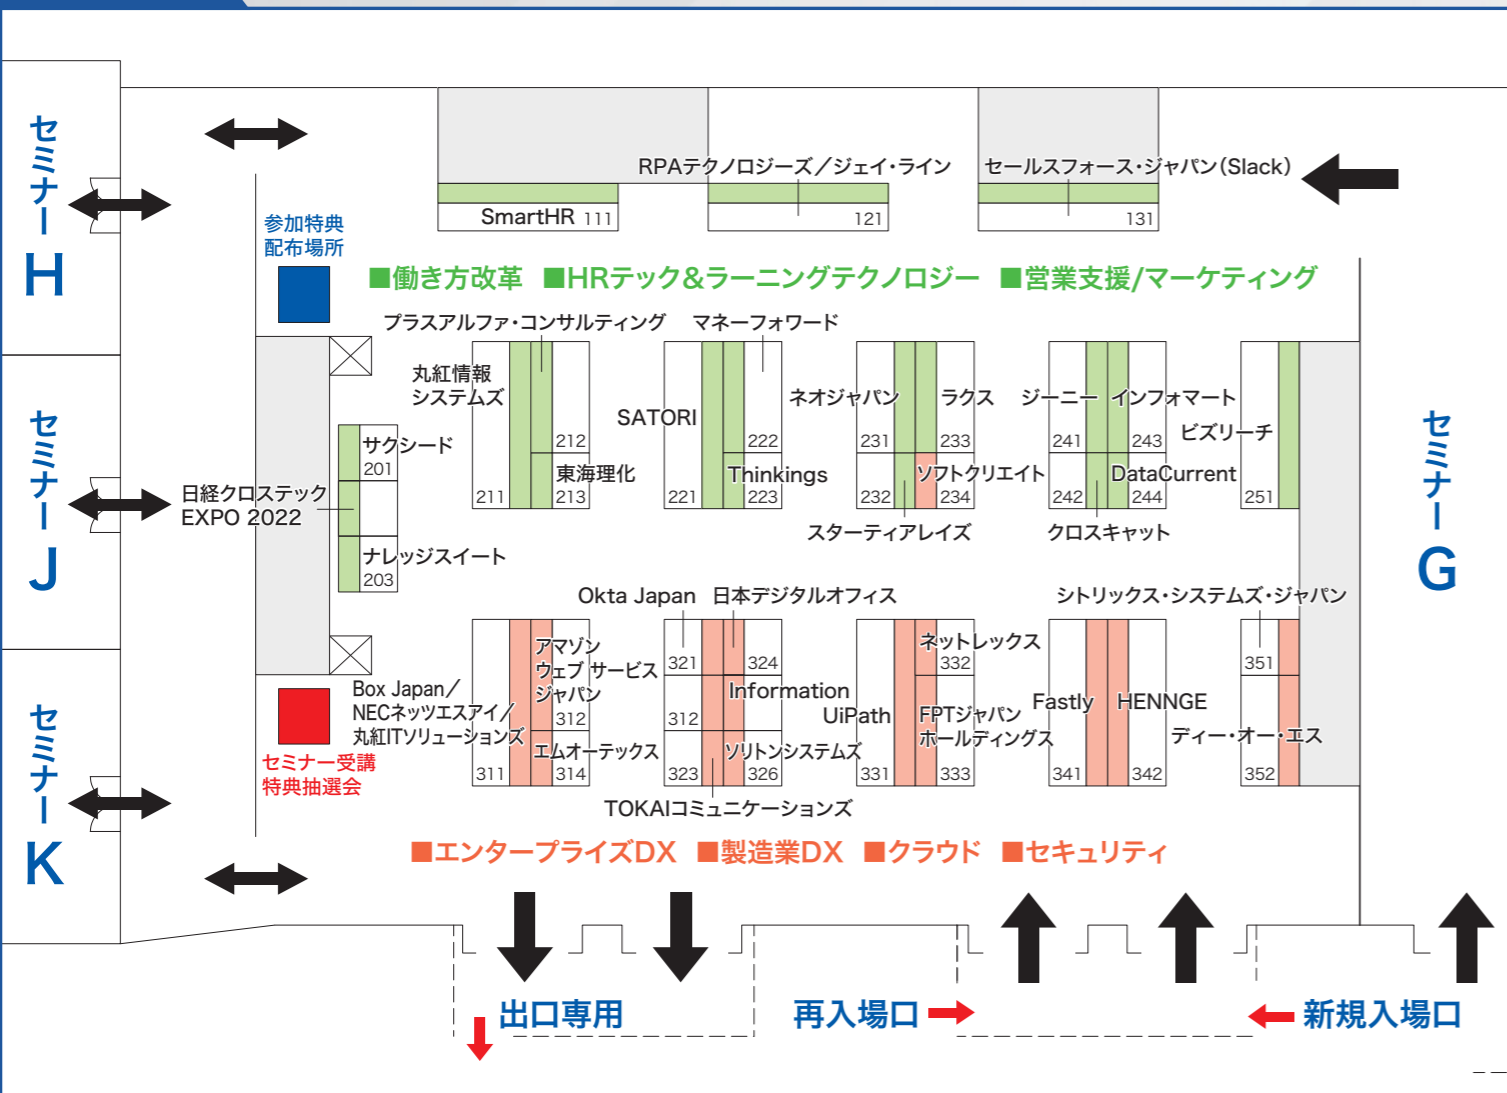 セミナー
H
セミナー
J
セミナー
K
セミナー
G
RPAテクノロジーズ／ジェイ・ライン
セールスフォース・ジャパン（Slack）
SmartHR 111
121
131
参加特典
配布場所
■働き方改革 ■HRテック&ラーニングテクノロジー ■営業支援/マーケティング
プラスアルファ・コンサルティング
マネーフォワード
丸紅情報
システムズ
SATORI
ネオジャパン
ラクス
ジーニー
インフォマート
ビズリーチ
212
222
231
233
241
243
サクシード
201
東海理化
Thinkings
ソフトクリエイト
DataCurrent
211
213
221
223
232
234
242
244
251
日経クロステック
EXPO 2022
スターティアレイズ
クロスキャット
ナレッジスイート
203
Okta Japan
日本デジタルオフィス
シトリックス・システムズ・ジャパン
アマゾン
ウェブ サービス
ジャパン
312
321
324
ネットレックス
332
351
Box Japan／
NECネッツエスアイ／
丸紅ITソリューションズ
Information
312
UiPath
FPTジャパン
ホールディングス
Fastly
HENNGE
ディー・オー・エス
エムオーテックス
ソリトンシステムズ
311
314
323
326
331
333
341
342
352
TOKAIコミュニケーションズ
セミナー受講
特典抽選会
■エンタープライズDX ■製造業DX ■クラウド ■セキュリティ
出口専用
再入場口
新規入場口